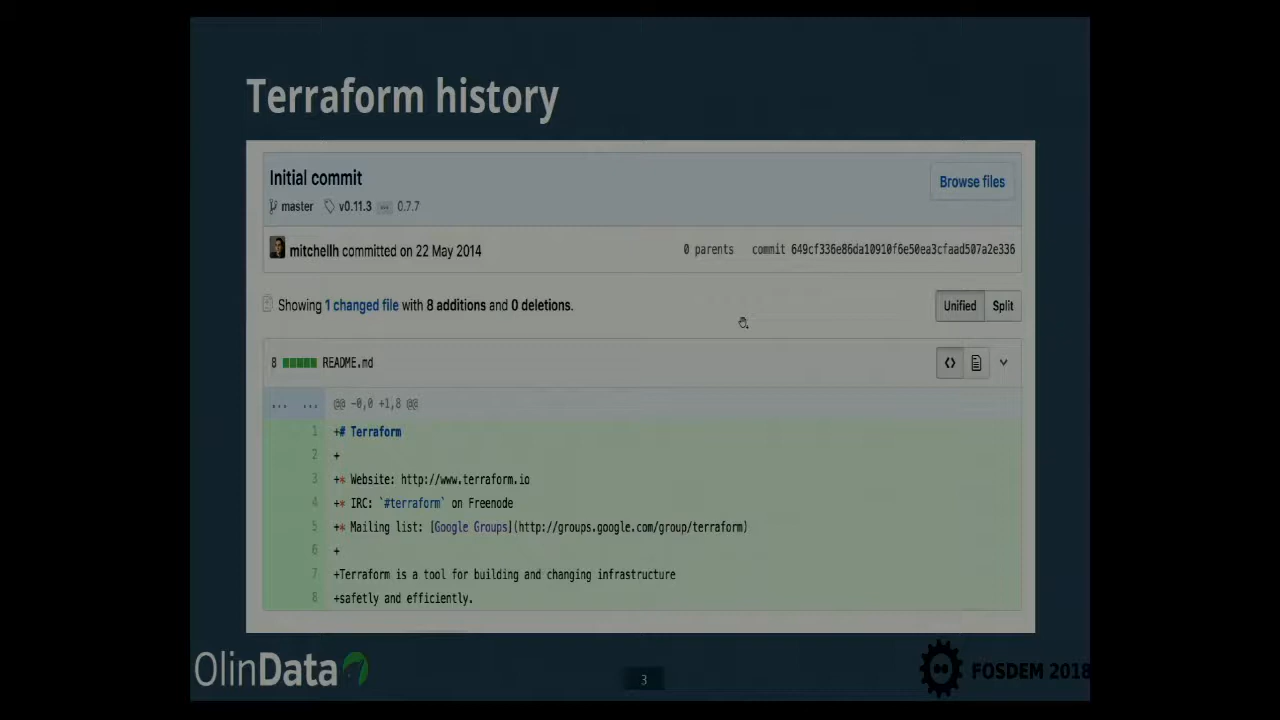 Terraform history
Initial commit
Browse files
master v0.11.3 ... 0.7.7
mitchellh committed on 22 May 2014
0 parents commit 649cf336e86da10910f6e50ea3cfaad507a2e336
Showing 1 changed file with 8 additions and 0 deletions.
Unified Split
8 README.md
... ... @@ -0,0 +1,8 @@
1 +# Terraform
2 +
3 +* Website: http://www.terraform.io
4 +* IRC: `#terraform` on Freenode
5 +* Mailing list: [Google Groups](http://groups.google.com/group/terraform)
6 +
7 +Terraform is a tool for building and changing infrastructure
8 +safetly and efficiently.
OlinData
3
FOSDEM 2018